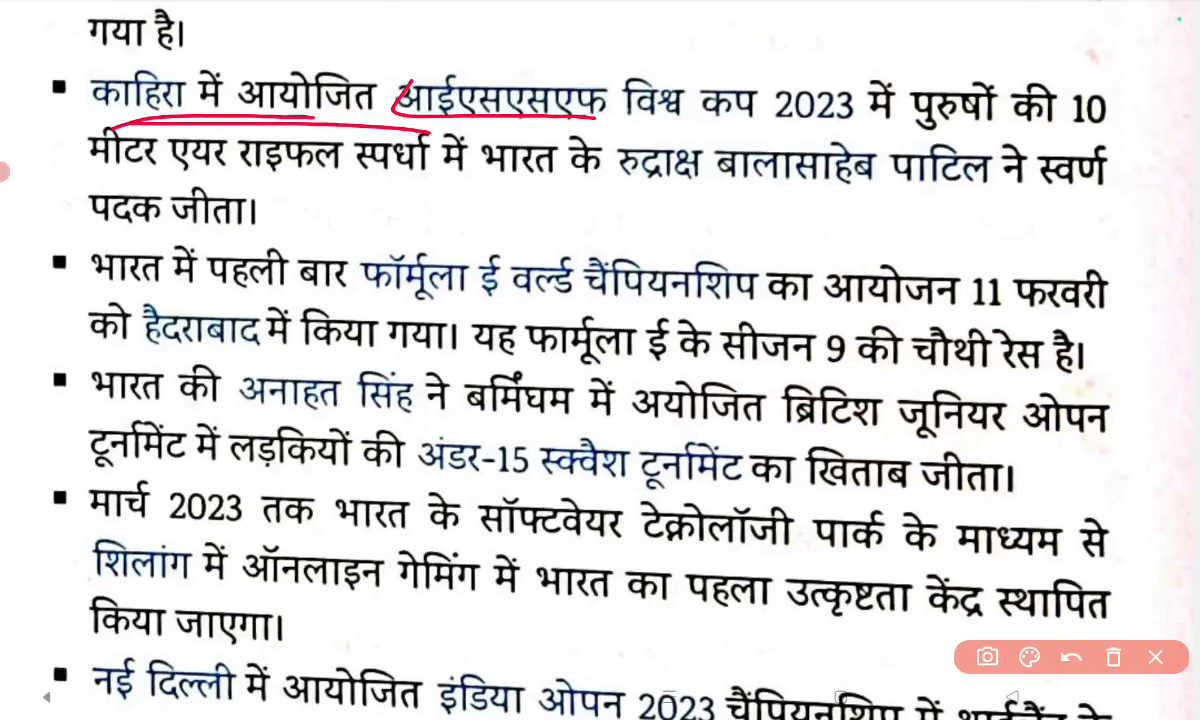 गया है।
▪ काहिरा में आयोजित आईएसएसएफ विश्व कप 2023 में पुरुषों की 10
मीटर एयर राइफल स्पर्धा में भारत के रुद्राक्ष बालासाहेब पाटिल ने स्वर्ण
पदक जीता।
▪ भारत में पहली बार फॉर्मूला ई वर्ल्ड चैंपियनशिप का आयोजन 11 फरवरी
को हैदराबाद में किया गया। यह फार्मूला ई के सीजन 9 की चौथी रेस है।
▪ भारत की अनाहत सिंह ने बर्मिंघम में अयोजित ब्रिटिश जूनियर ओपन
टूर्नामेंट में लड़कियों की अंडर-15 स्क्वैश टूर्नामेंट का खिताब जीता।
▪ मार्च 2023 तक भारत के सॉफ्टवेयर टेक्नोलॉजी पार्क के माध्यम से
शिलांग में ऑनलाइन गेमिंग में भारत का पहला उत्कृष्टता केंद्र स्थापित
किया जाएगा।
▪ नई दिल्ली में आयोजित इंडिया ओपन 2023 चैंपियनशिप में थाईलैंड के